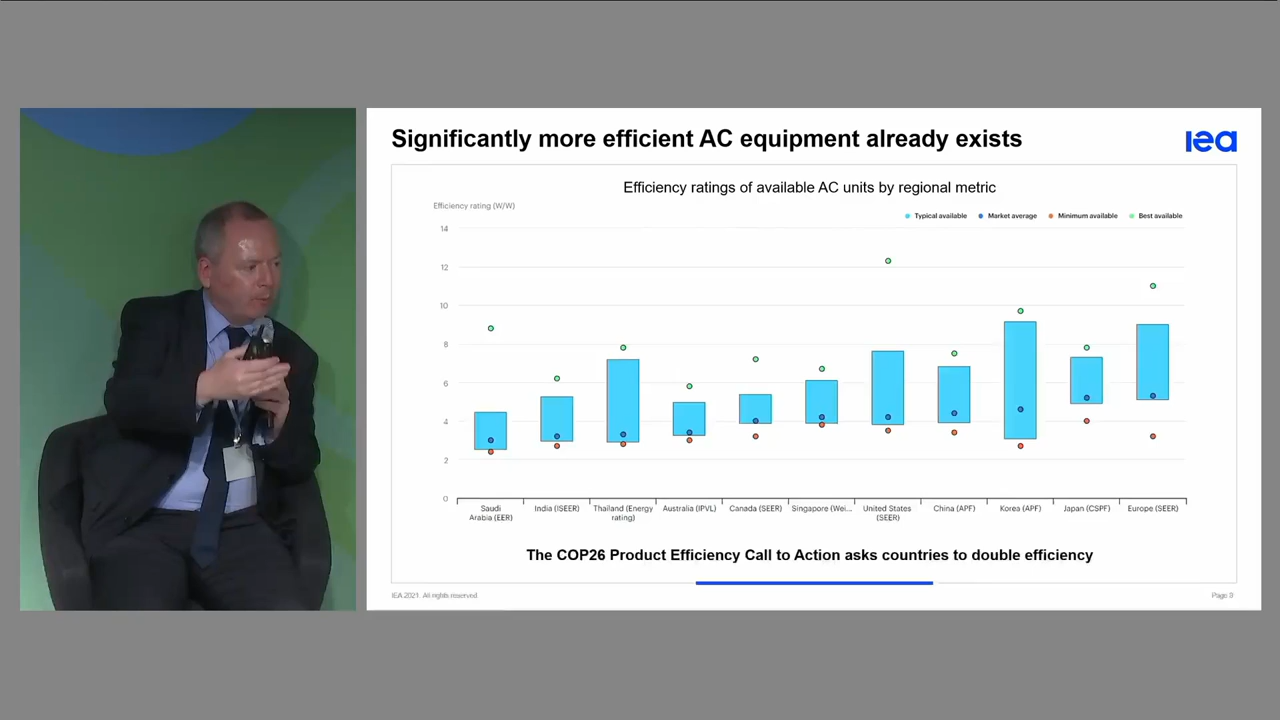 Significantly more efficient AC equipment already exists
iea
Efficiency ratings of available AC units by regional metric
Efficiency rating (W/W)
Typical available Market average Minimum available Best available
14
12
10
8
6
4
2
0
Saudi Arabia (EER)
India (ISEER)
Thailand (Energy rating)
Australia (IPVL)
Canada (SEER)
Singapore (Wei...
United States (SEER)
China (APF)
Korea (APF)
Japan (CSPF)
Europe (SEER)
The COP26 Product Efficiency Call to Action asks countries to double efficiency
IEA 2021. All rights reserved.
Page 9